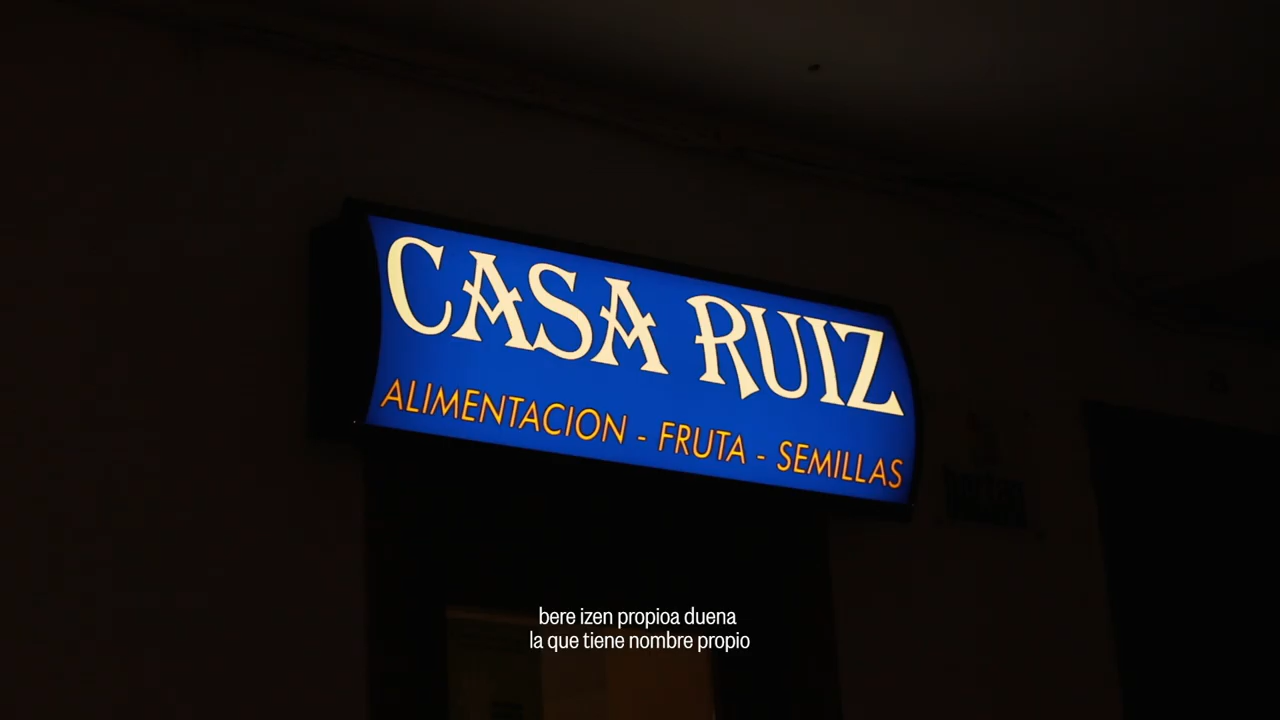 CASA RUIZ
ALIMENTACION - FRUTA - SEMILLAS
bere izen propioa duena
la que tiene nombre propio